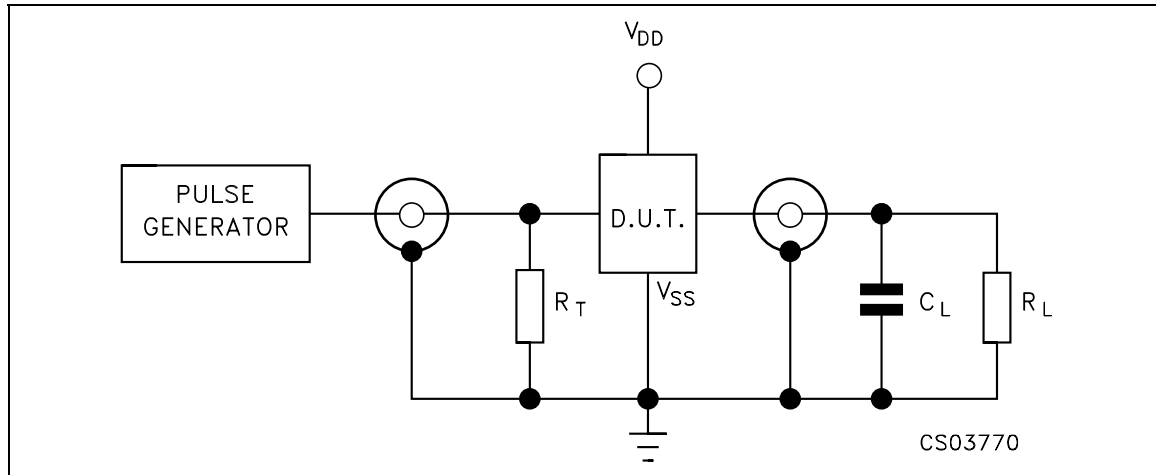 VDD
PULSE
GENERATOR
D.U.T.
VSS
RT
CL
RL
CS03770